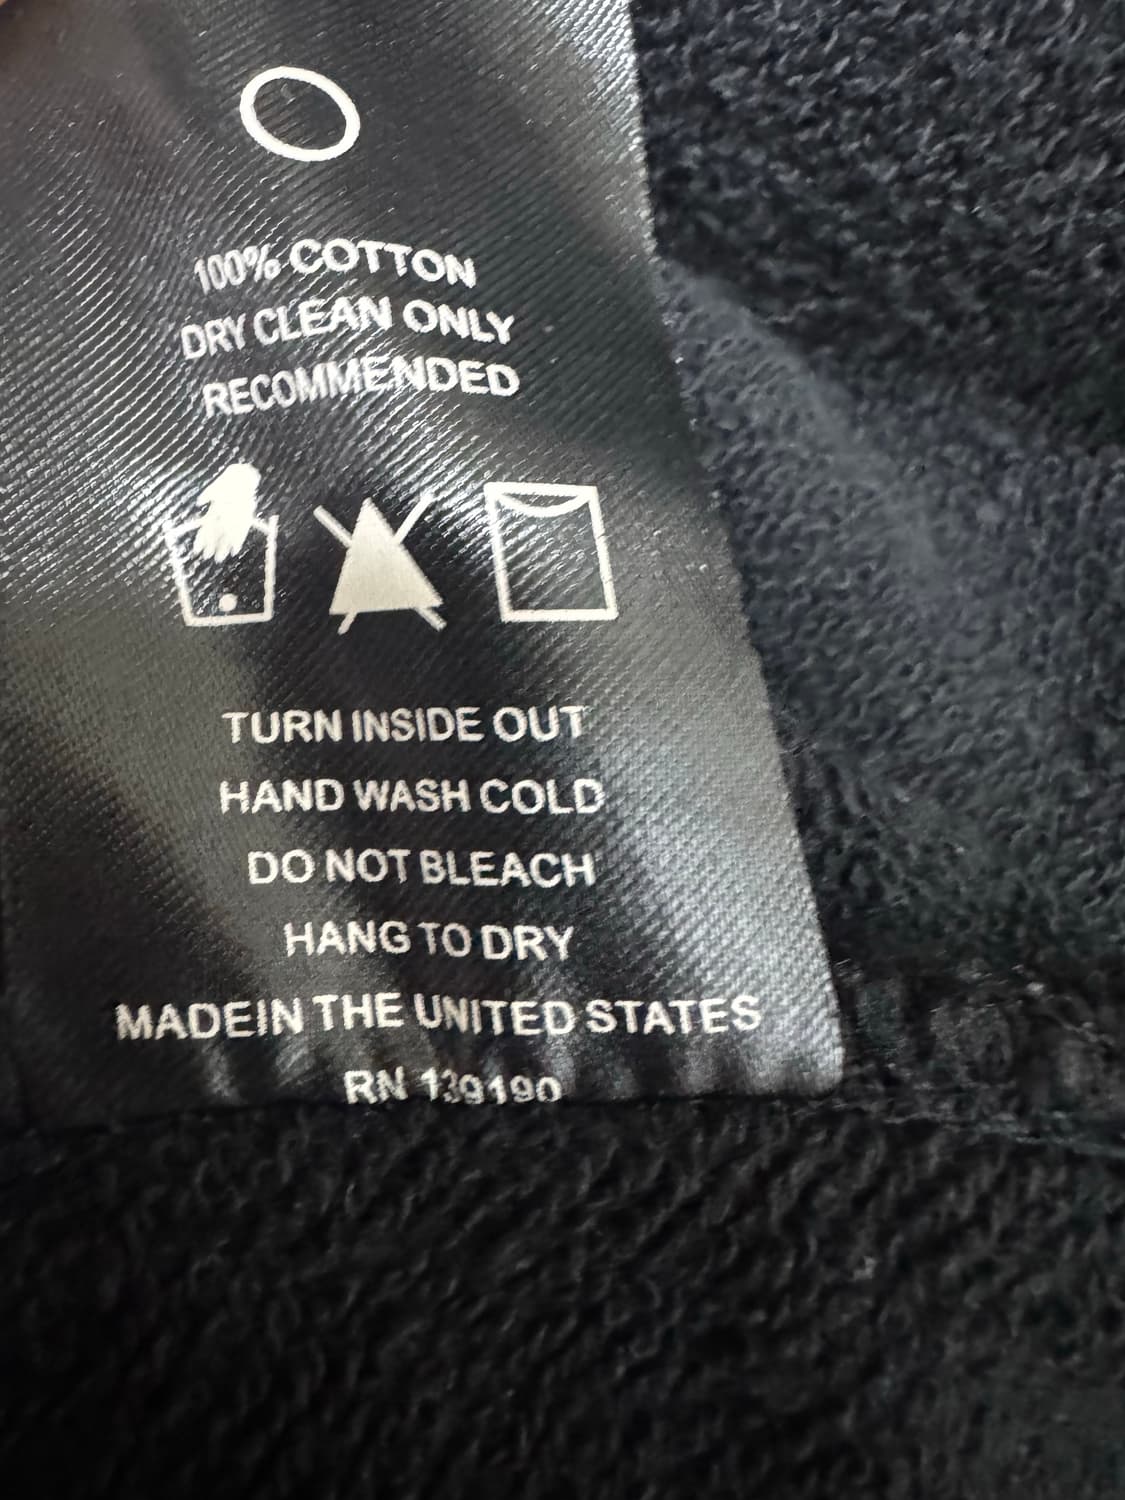 100% COTTON
DRY CLEAN ONLY
RECOMMENDED
TURN INSIDE OUT
HAND WASH COLD
DO NOT BLEACH
HANG TO DRY
MADEIN THE UNITED STATES
RN 139190